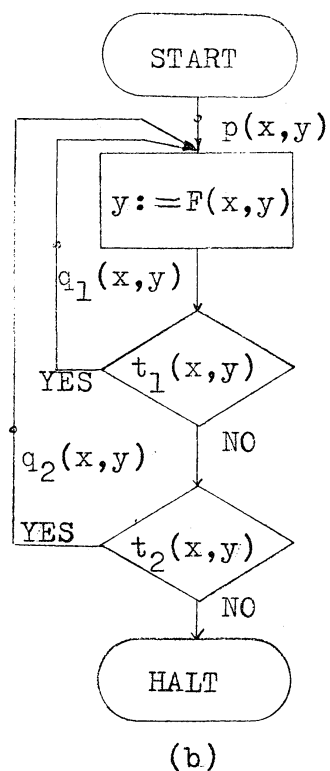 START
p(x,y)
y:=F(x,y)
q₁(x,y)
t₁(x,y)
YES
NO
q₂(x,y)
YES
t₂(x,y)
NO
HALT
(b)